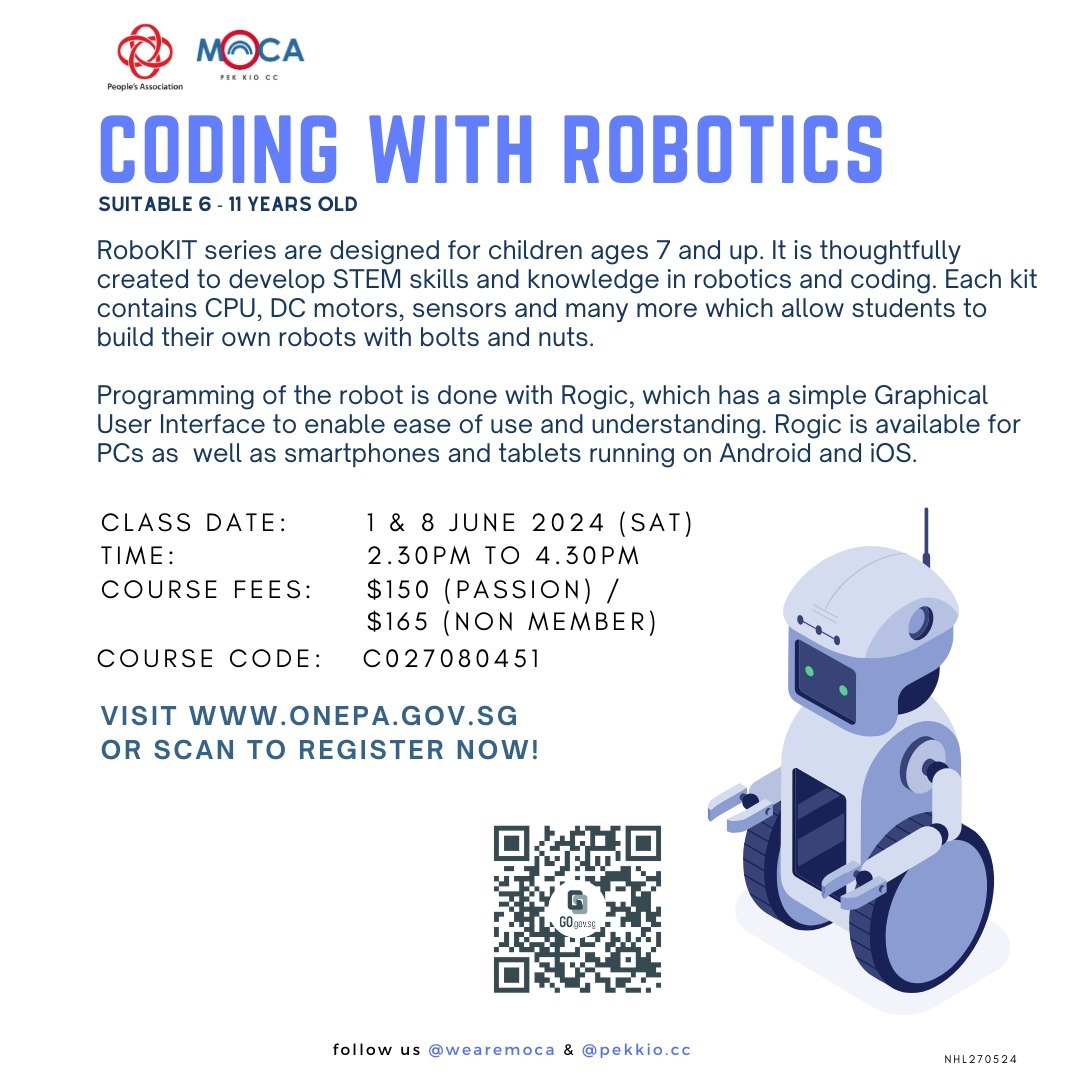 People's Association
MOCA
PEK KIO CC
CODING WITH ROBOTICS
SUITABLE 6 - 11 YEARS OLD
RoboKIT series are designed for children ages 7 and up. It is thoughtfully
created to develop STEM skills and knowledge in robotics and coding. Each kit
contains CPU, DC motors, sensors and many more which allow students to
build their own robots with bolts and nuts.
Programming of the robot is done with Rogic, which has a simple Graphical
User Interface to enable ease of use and understanding. Rogic is available for
PCs as  well as smartphones and tablets running on Android and iOS.
CLASS DATE: 1 & 8 JUNE 2024 (SAT)
TIME: 2.30PM TO 4.30PM
COURSE FEES: $150 (PASSION) /
$165 (NON MEMBER)
COURSE CODE: C027080451
VISIT WWW.ONEPA.GOV.SG
OR SCAN TO REGISTER NOW!
GO.gov.sg
follow us @wearemoca & @pekkio.cc
NHL270524